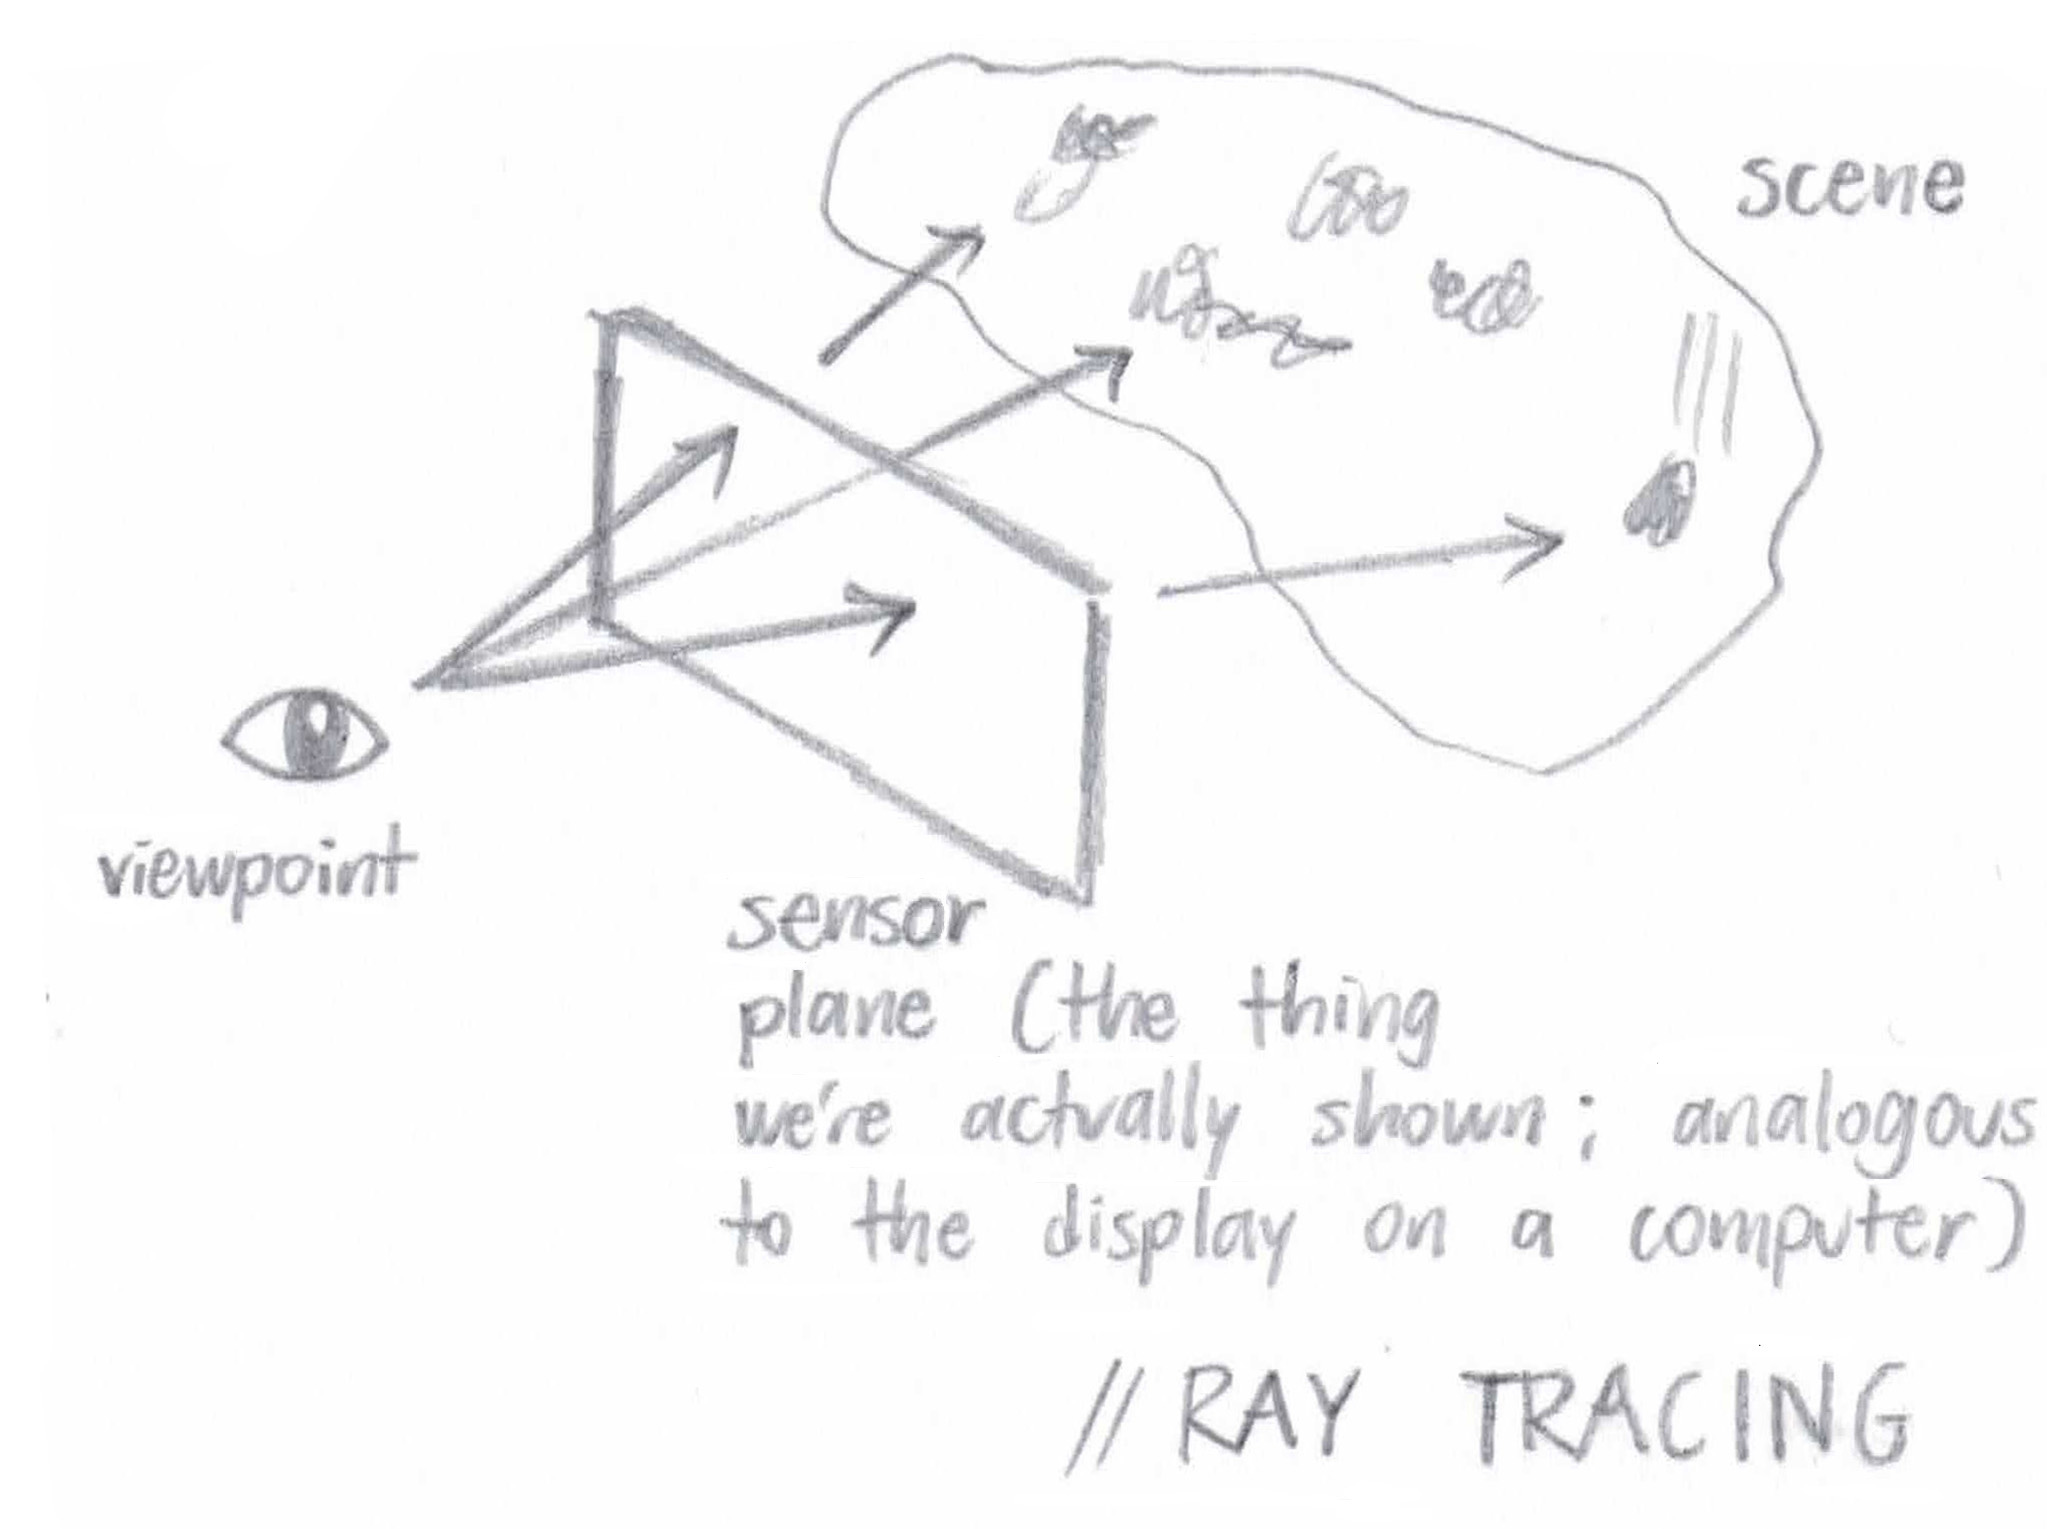 scene
viewpoint
sensor
plane (the thing
we're actually shown; analogous
to the display on a computer)
// RAY TRACING